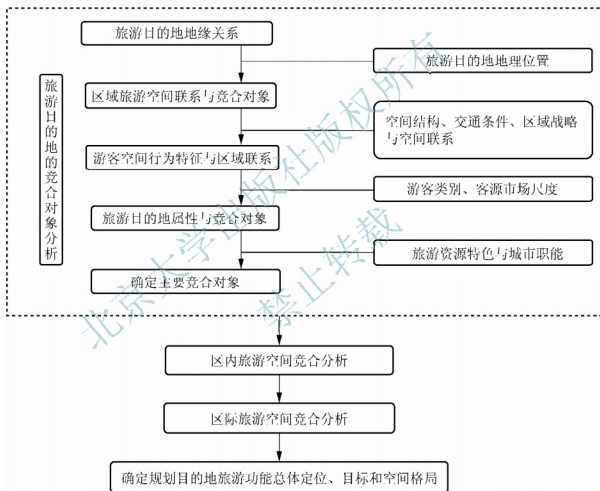 旅游目的地地缘关系
旅游目的地地理位置
区域旅游空间联系与竞合对象
空间结构、交通条件、区域战略
与空间联系
游客空间行为特征与区域联系
游客类别、客源市场尺度
旅游目的地属性与竞合对象
旅游资源特色与城市职能
确定主要竞合对象
旅游目的地的竞合对象分析
区内旅游空间竞合分析
区际旅游空间竞合分析
确定规划目的地旅游功能总体定位、目标和空间格局
北京大学出版社版权所有
禁止转载